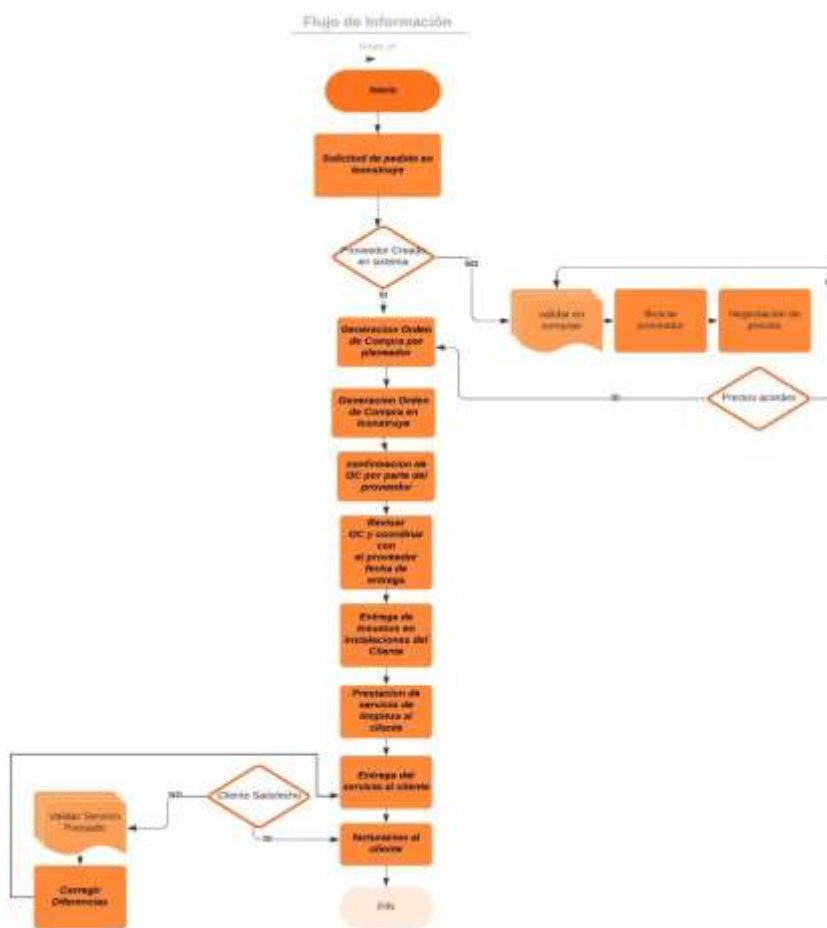 Flujo de Información
Inicio
Solicitud de pedido en
Iconstruye
Proveedor Creado
en sistema
NO
SI
validar en
compras
Buscar
proveedor
Negociacion de
precios
Generacion Orden
de Compra por
planeador
Precios acordes
SI
Generacion Orden
de Compra en
Iconstruye
confirmacion de
OC por parte del
proveedor
Revisar
OC y coordinar
con
el proveedor
fecha de
entrega
Entrega de
insumos en
instalaciones del
Cliente
Prestacion de
servicio de
limpieza al
cliente
Entrega del
servicio al cliente
Cliente Satisfecho
NO
SI
Validar Servicio
Prestado
facturacion al
cliente
Corregir
Diferencias
FIN